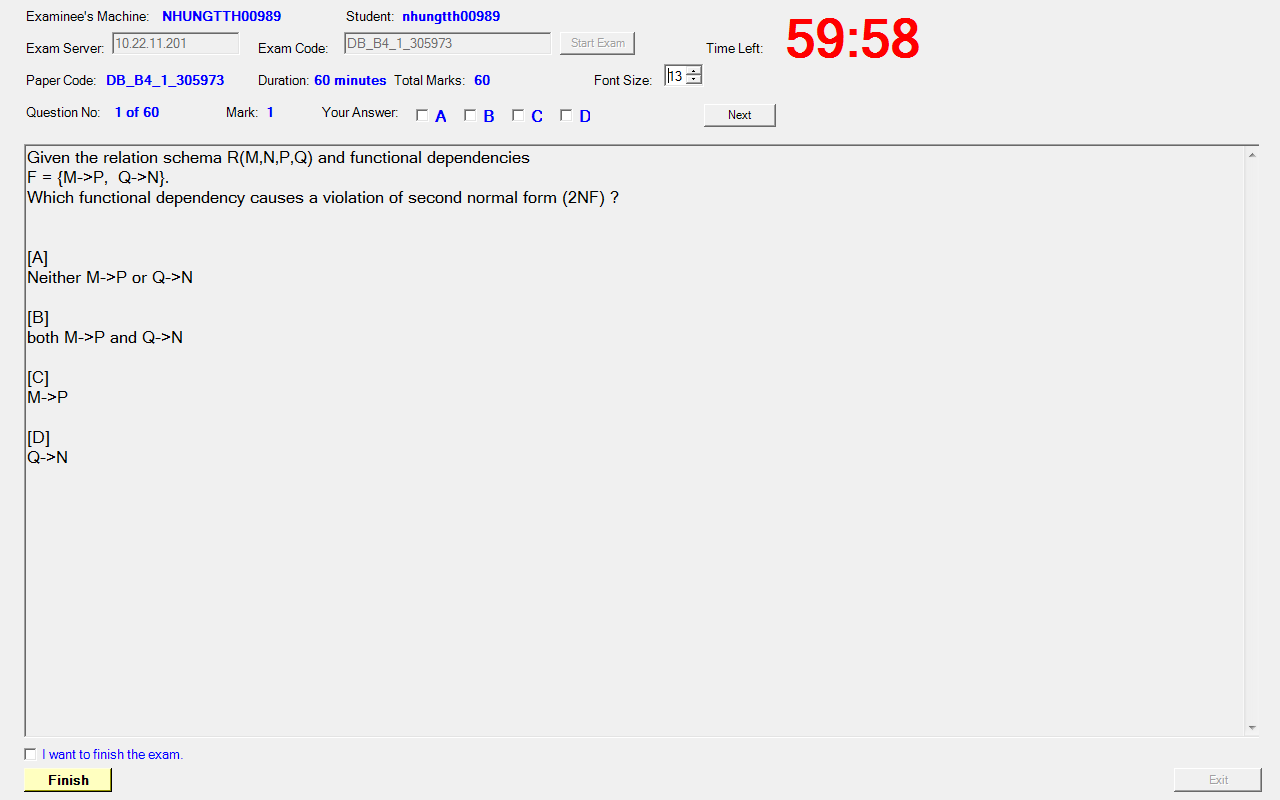 Examinee's Machine: NHUNGTTH00989 Student: nhungtth00989
Exam Server: 10.22.11.201 Exam Code: DB_B4_1_305973 Start Exam Time Left: 59:58
Paper Code: DB_B4_1_305973 Duration: 60 minutes Total Marks: 60 Font Size: 13
Question No: 1 of 60 Mark: 1 Your Answer: A B C D Next
Given the relation schema R(M,N,P,Q) and functional dependencies
F = {M->P, Q->N}.
Which functional dependency causes a violation of second normal form (2NF) ?
[A]
Neither M->P or Q->N
[B]
both M->P and Q->N
[C]
M->P
[D]
Q->N
I want to finish the exam.
Finish Exit